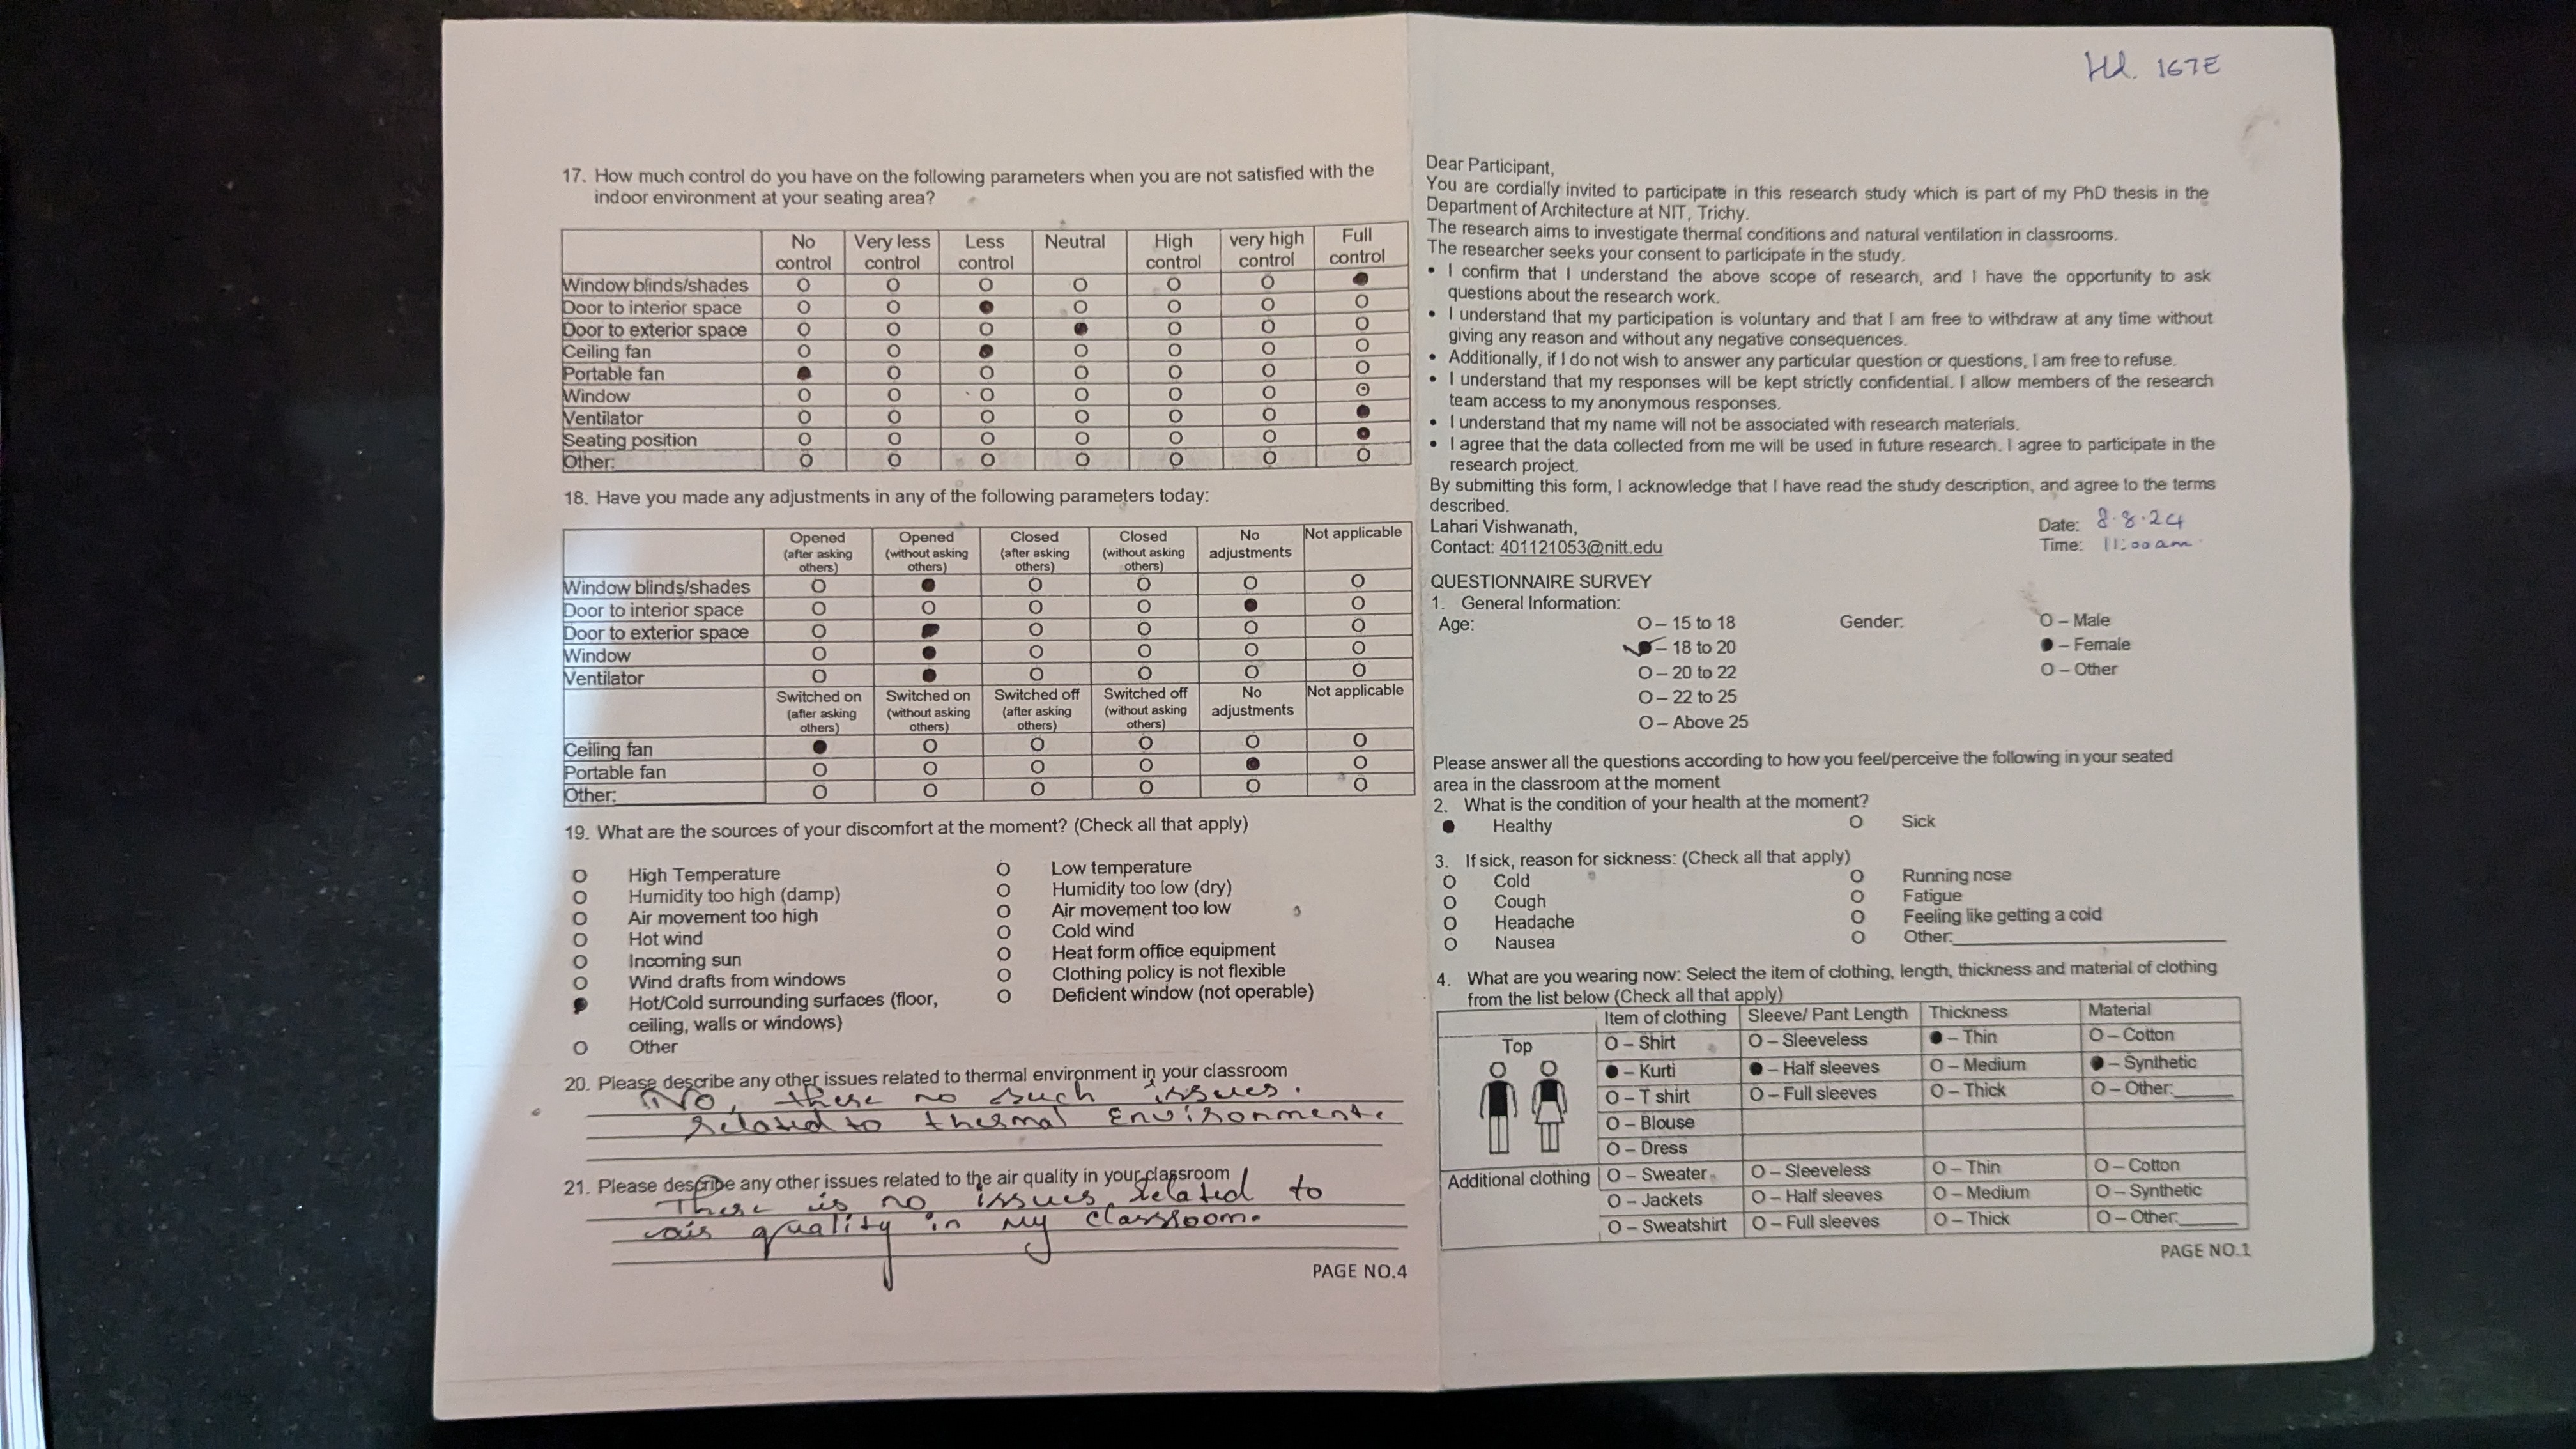 17. How much control do you have on the following parameters when you are not satisfied with the
indoor environment at your seating area?
No control Very less control Less control Neutral High control very high control Full control
Window blinds/shades O O O O O O ●
Door to interior space O O ● O O O O
Door to exterior space O O O ● O O O
Ceiling fan O O ● O O O O
Portable fan ● O O O O O O
Window O O O O O O ⊙
Ventilator O O O O O O ●
Seating position O O O O O O ●
Other: O O O O O O O
18. Have you made any adjustments in any of the following parameters today:
Opened (after asking others) Opened (without asking others) Closed (after asking others) Closed (without asking others) No adjustments Not applicable
Window blinds/shades O ● O O O O
Door to interior space O O O O ● O
Door to exterior space O ● O O O O
Window O ● O O O O
Ventilator O ● O O O O
Switched on (after asking others) Switched on (without asking others) Switched off (after asking others) Switched off (without asking others) No adjustments Not applicable
Ceiling fan ● O O O O O
Portable fan O O O O ● O
Other: O O O O O O
19. What are the sources of your discomfort at the moment? (Check all that apply)
O High Temperature O Low temperature
O Humidity too high (damp) O Humidity too low (dry)
O Air movement too high O Air movement too low
O Hot wind O Cold wind
O Incoming sun O Heat form office equipment
O Wind drafts from windows O Clothing policy is not flexible
● Hot/Cold surrounding surfaces (floor, O Deficient window (not operable)
ceiling, walls or windows)
O Other
20. Please describe any other issues related to thermal environment in your classroom
No, there no such issues.
related to thermal Environment.
21. Please describe any other issues related to the air quality in your classroom
There is no issues related to
air quality in my classroom.
PAGE NO.4
167E
Dear Participant,
You are cordially invited to participate in this research study which is part of my PhD thesis in the
Department of Architecture at NIT, Trichy.
The research aims to investigate thermal conditions and natural ventilation in classrooms.
The researcher seeks your consent to participate in the study.
• I confirm that I understand the above scope of research, and I have the opportunity to ask
questions about the research work.
• I understand that my participation is voluntary and that I am free to withdraw at any time without
giving any reason and without any negative consequences.
• Additionally, if I do not wish to answer any particular question or questions, I am free to refuse.
• I understand that my responses will be kept strictly confidential. I allow members of the research
team access to my anonymous responses.
• I understand that my name will not be associated with research materials.
• I agree that the data collected from me will be used in future research. I agree to participate in the
research project.
By submitting this form, I acknowledge that I have read the study description, and agree to the terms
described.
Lahari Vishwanath, Date: 8.8.24
Contact: 401121053@nitt.edu Time: 11:00am
QUESTIONNAIRE SURVEY
1. General Information:
Age: O – 15 to 18 Gender: O – Male
● – 18 to 20 ● – Female
O – 20 to 22 O – Other
O – 22 to 25
O – Above 25
Please answer all the questions according to how you feel/perceive the following in your seated
area in the classroom at the moment
2. What is the condition of your health at the moment?
● Healthy O Sick
3. If sick, reason for sickness: (Check all that apply)
O Cold O Running nose
O Cough O Fatigue
O Headache O Feeling like getting a cold
O Nausea O Other:
4. What are you wearing now: Select the item of clothing, length, thickness and material of clothing
from the list below (Check all that apply)
Item of clothing Sleeve/ Pant Length Thickness Material
Top O – Shirt O – Sleeveless ● – Thin O – Cotton
● – Kurti ● – Half sleeves O – Medium ● – Synthetic
O – T shirt O – Full sleeves O – Thick O – Other:
O – Blouse
O – Dress
Additional clothing O – Sweater O – Sleeveless O – Thin O – Cotton
O – Jackets O – Half sleeves O – Medium O – Synthetic
O – Sweatshirt O – Full sleeves O – Thick O – Other:
PAGE NO.1